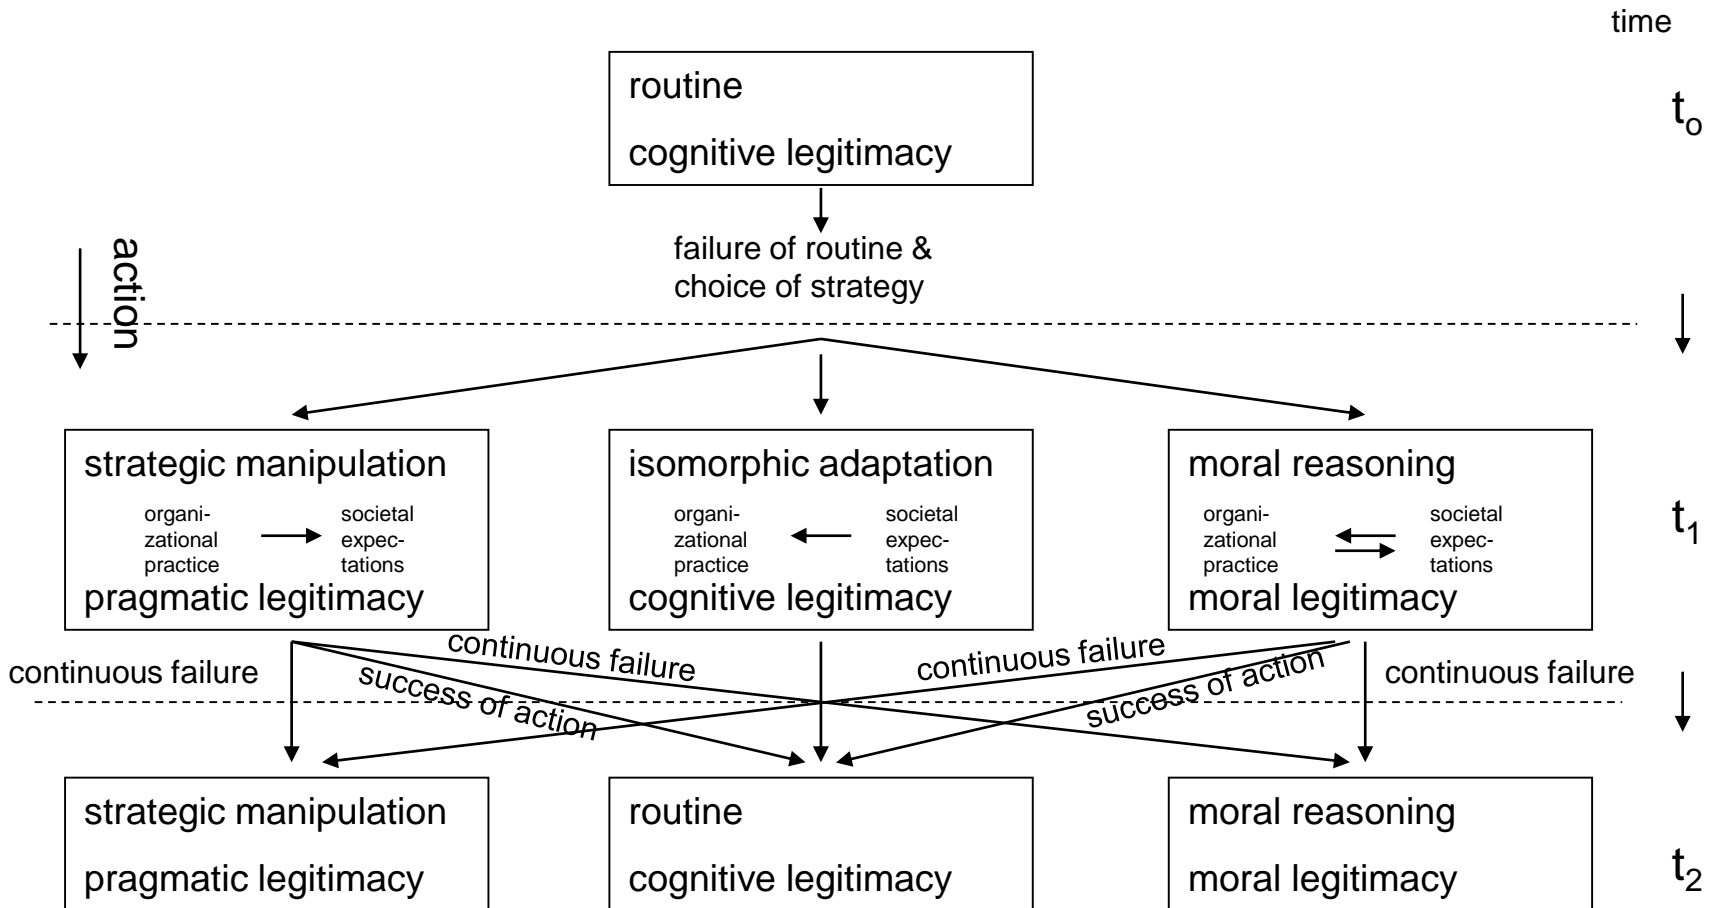 time
routine
cognitive legitimacy
t₀
failure of routine &
choice of strategy
action
strategic manipulation
organi-
zational
practice
societal
expec-
tations
pragmatic legitimacy
isomorphic adaptation
organi-
zational
practice
societal
expec-
tations
cognitive legitimacy
moral reasoning
organi-
zational
practice
societal
expec-
tations
moral legitimacy
t₁
continuous failure
continuous failure
success of action
continuous failure
success of action
continuous failure
strategic manipulation
pragmatic legitimacy
routine
cognitive legitimacy
moral reasoning
moral legitimacy
t₂